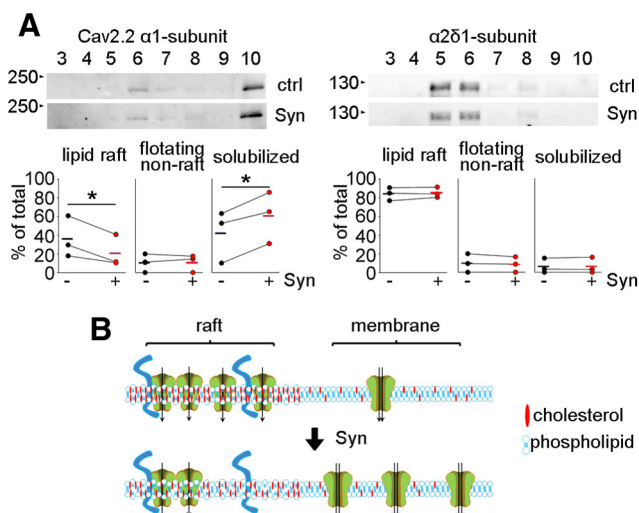 A
Cav2.2 α1-subunit
3 4 5 6 7 8 9 10
250
ctrl
250
Syn
lipid raft
flotating
non-raft
solubilized
% of total
100
80
60
40
20
0
*
*
- + - + - + Syn
α2δ1-subunit
3 4 5 6 7 8 9 10
130
ctrl
130
Syn
lipid raft
flotating
non-raft
solubilized
% of total
100
80
60
40
20
0
- + - + - + Syn
B
raft
membrane
Syn
cholesterol
phospholipid